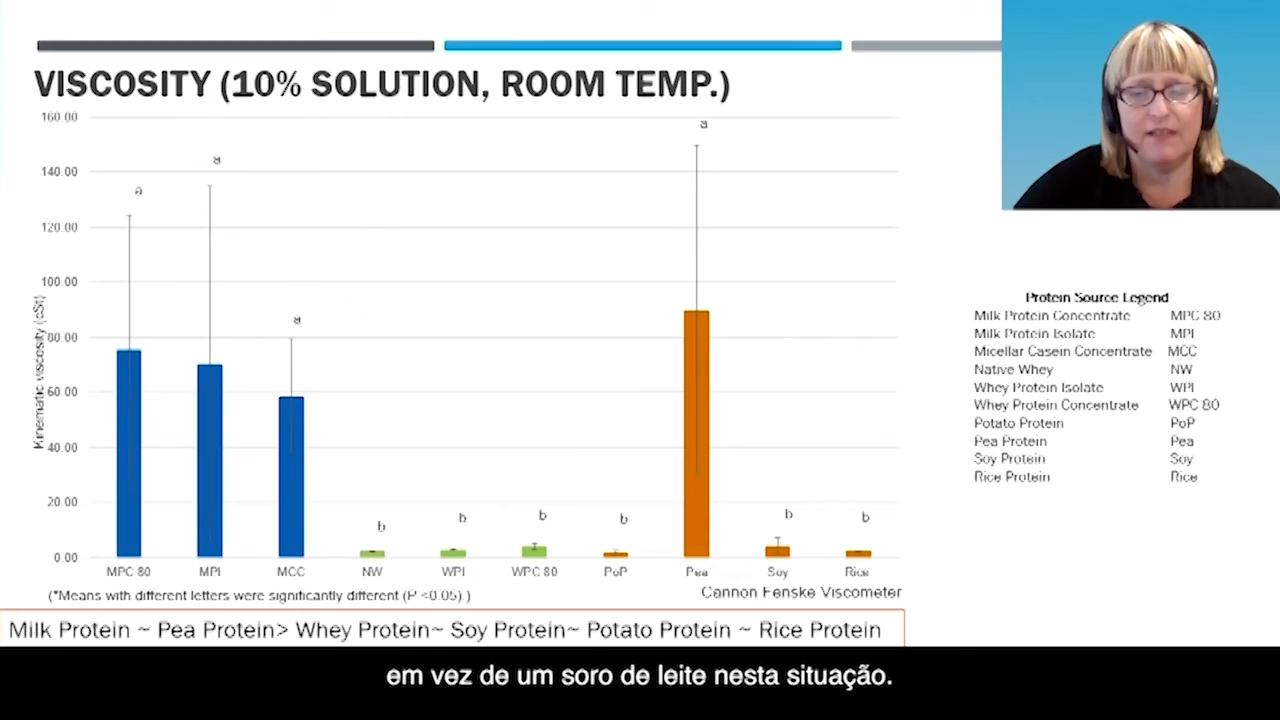 VISCOSITY (10% SOLUTION, ROOM TEMP.)
160.00
140.00
120.00
100.00
80.00
60.00
40.00
20.00
0.00
Kinematic viscosity (cSt)
a
a
a
b
b
b
b
a
b
b
MPC 80 MPI MCC NW WPI WPC 80 PoP Pea Soy Rice
(*Means with different letters were significantly different (P <0.05).)
Cannon Fenske Viscometer
Milk Protein ~ Pea Protein> Whey Protein~ Soy Protein~ Potato Protein ~ Rice Protein
Protein Source Legend
Milk Protein Concentrate MPC 80
Milk Protein Isolate MPI
Micellar Casein Concentrate MCC
Native Whey NW
Whey Protein Isolate WPI
Whey Protein Concentrate WPC 80
Potato Protein PoP
Pea Protein Pea
Soy Protein Soy
Rice Protein Rice
em vez de um soro de leite nesta situação.